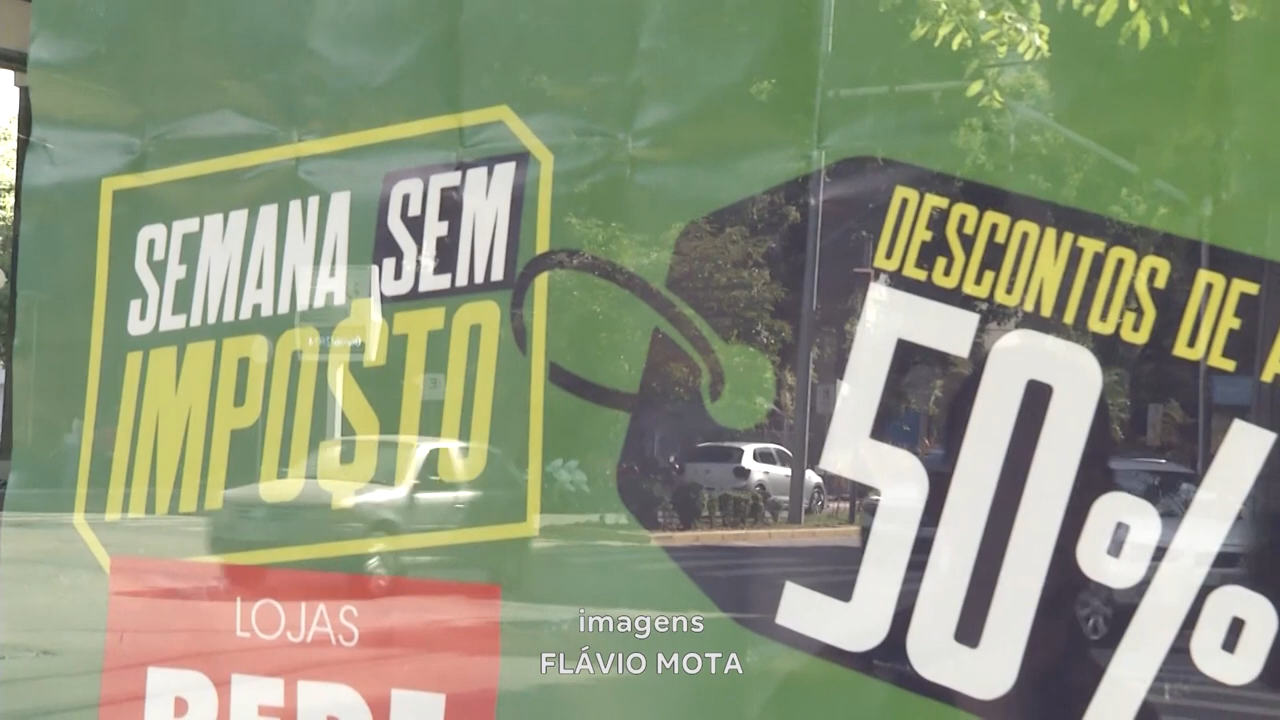 SEMANA SEM
IMPOSTO
DESCONTOS DE
50%
LOJAS
imagens
FLÁVIO MOTA